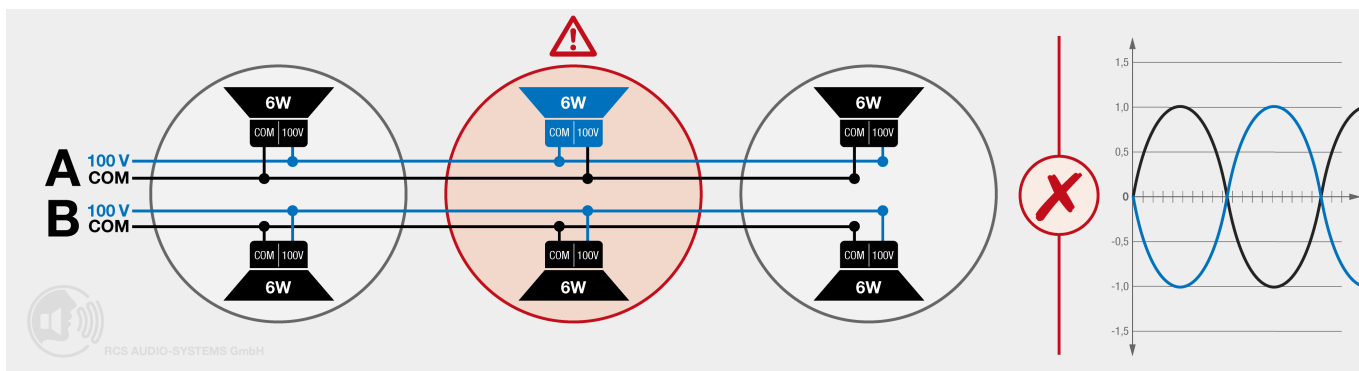 6W
COM 100V
6W
COM 100V
6W
COM 100V
A 100 V
COM
B 100 V
COM
COM 100V
6W
COM 100V
6W
COM 100V
6W
RCS AUDIO-SYSTEMS GmbH
X
1,5
1,0
0,5
0
-0,5
-1,0
-1,5